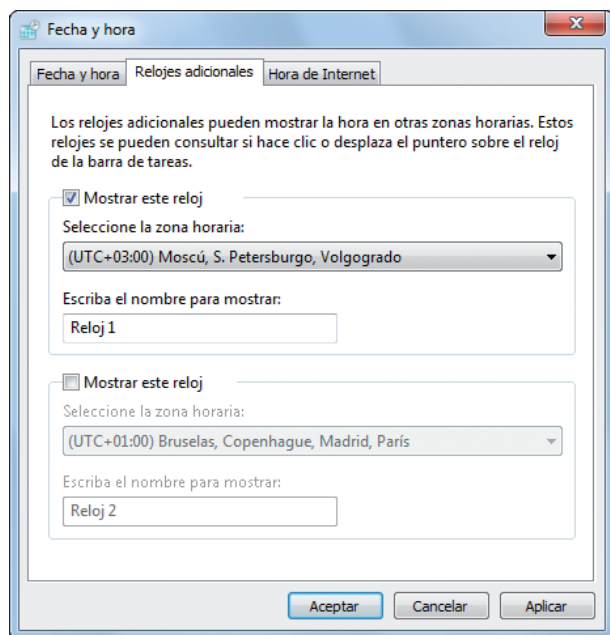 Fecha y hora
Fecha y hora
Relojes adicionales
Hora de Internet
Los relojes adicionales pueden mostrar la hora en otras zonas horarias. Estos
relojes se pueden consultar si hace clic o desplaza el puntero sobre el reloj
de la barra de tareas.
Mostrar este reloj
Seleccione la zona horaria:
(UTC+03:00) Moscú, S. Petersburgo, Volgogrado
Escriba el nombre para mostrar:
Reloj 1
Mostrar este reloj
Seleccione la zona horaria:
(UTC+01:00) Bruselas, Copenhague, Madrid, París
Escriba el nombre para mostrar:
Reloj 2
Aceptar
Cancelar
Aplicar